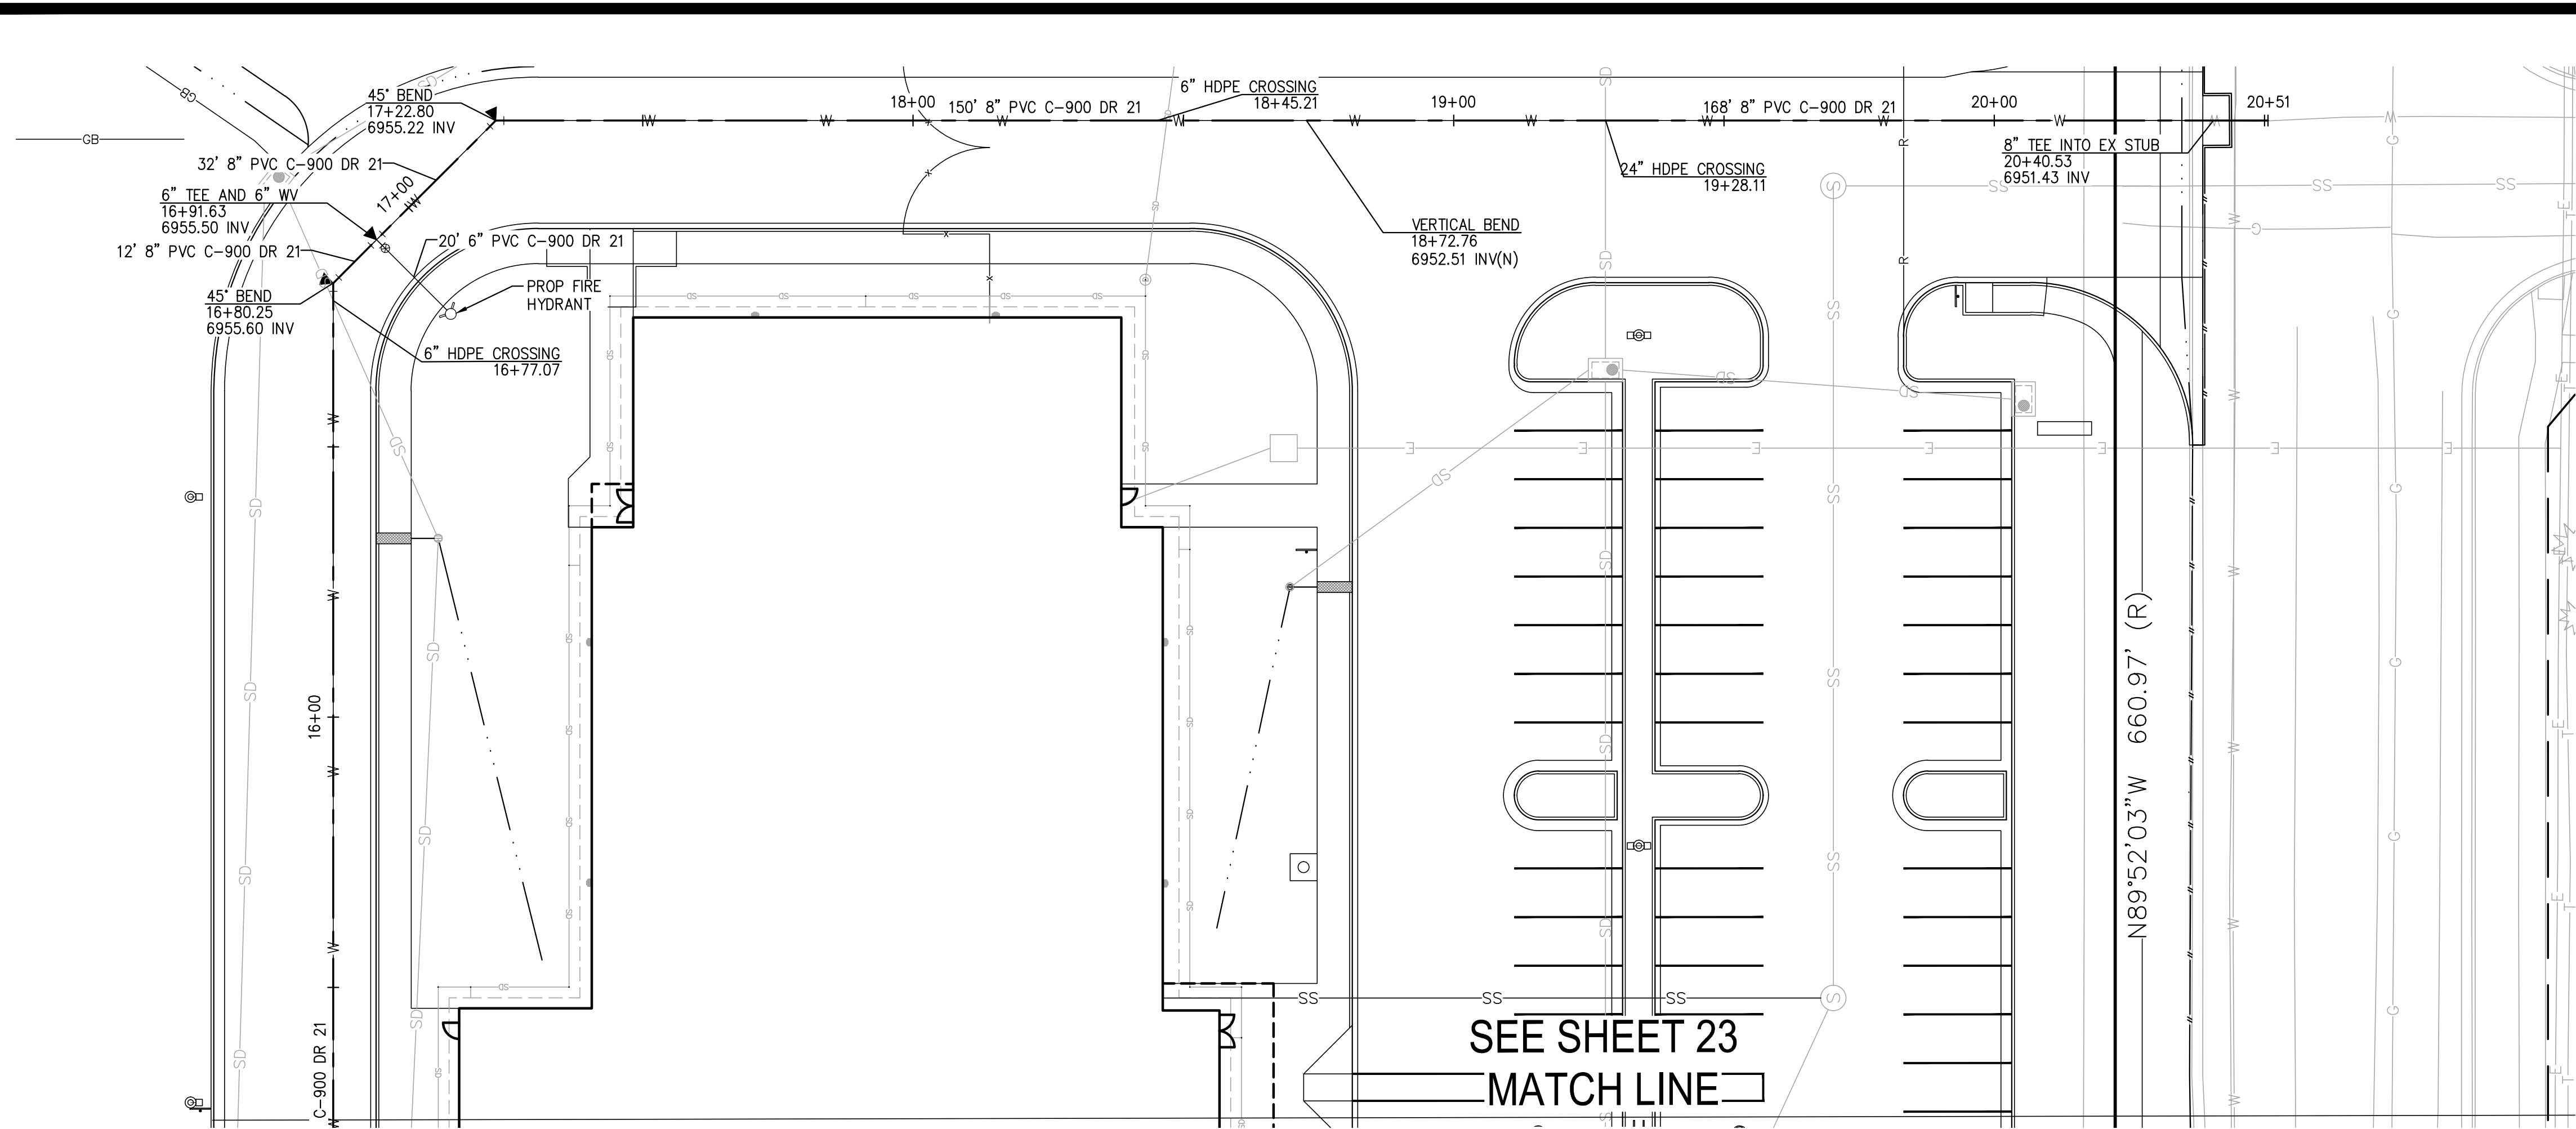 6” HDPE CROSSING
18+45.21
45° BEND
17+22.80
6955.22 INV
18+00
150' 8” PVC C-900 DR 21
19+00
168' 8” PVC C-900 DR 21
20+00
20+51
GB
GB
SD
8” TEE INTO EX STUB
20+40.53
6951.43 INV
32' 8” PVC C-900 DR 21
24” HDPE CROSSING
19+28.11
17+00
6” TEE AND 6” WV
16+91.63
6955.50 INV
VERTICAL BEND
18+72.76
6952.51 INV(N)
20' 6” PVC C-900 DR 21
12' 8” PVC C-900 DR 21
PROP FIRE
HYDRANT
45° BEND
16+80.25
6955.60 INV
6” HDPE CROSSING
16+77.07
N89°52'03”W 660.97' (R)
16+00
SS SS SS
C-900 DR 21
SEE SHEET 23
MATCH LINE